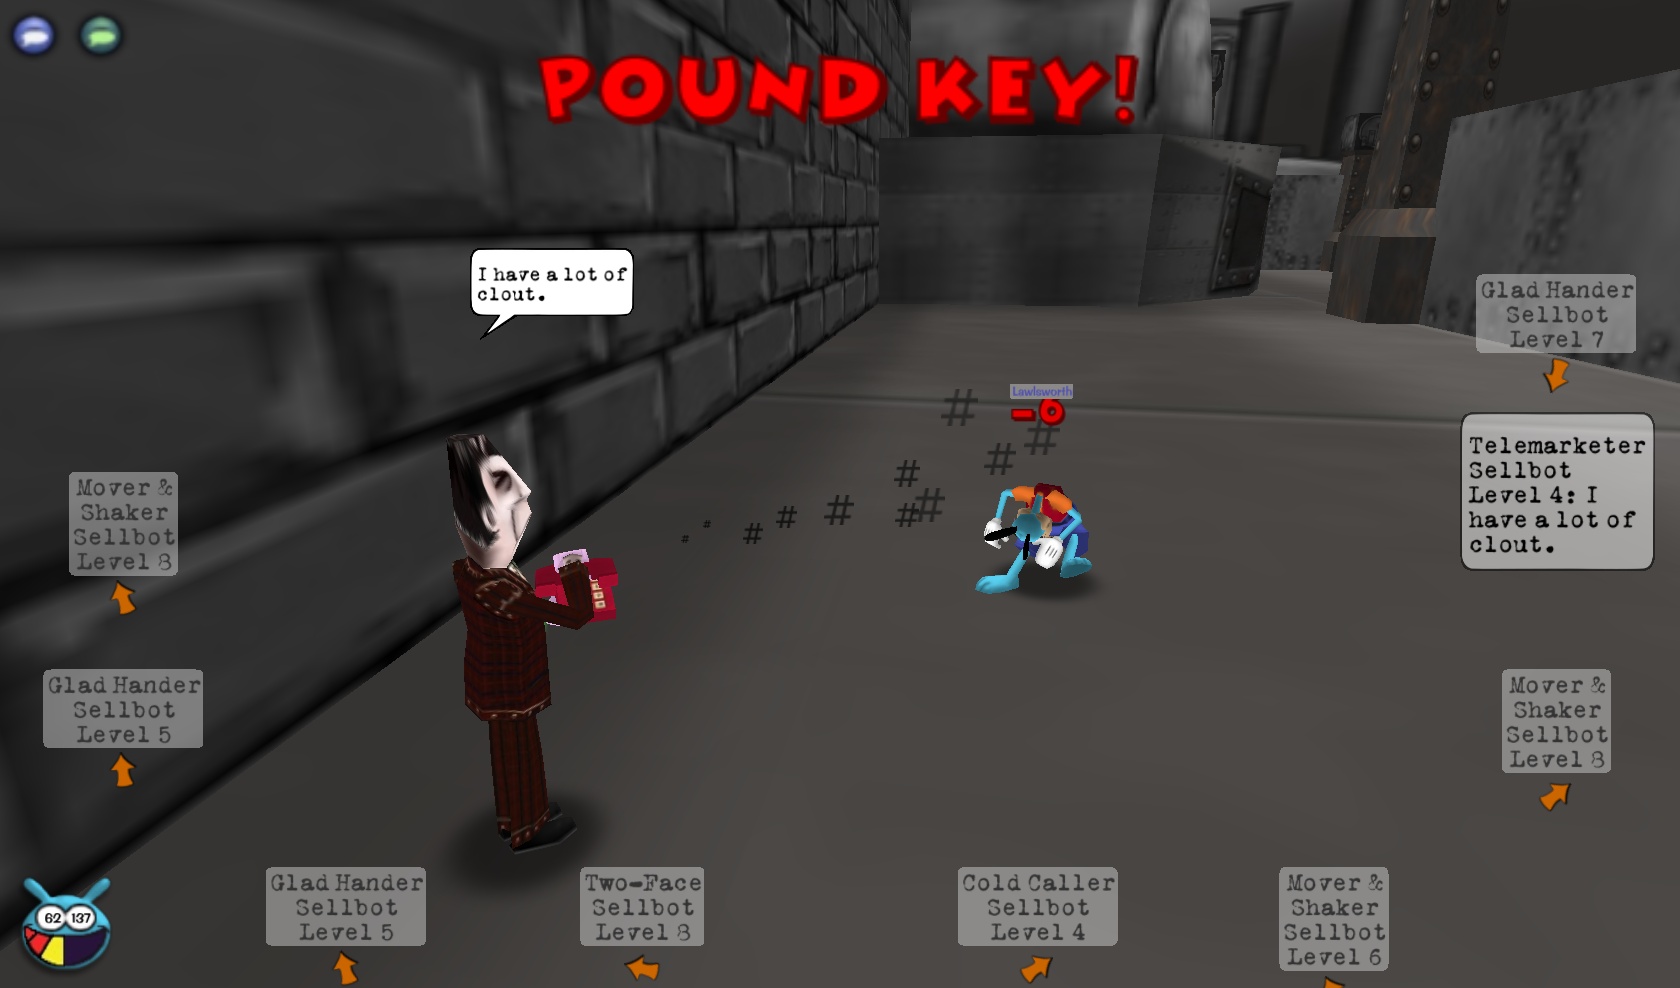 POUND KEY!
I have a lot of
clout.
Glad Hander
Sellbot
Level 7
Lawlsworth
-6
Telemarketer
Sellbot
Level 4: I
have a lot of
clout.
Mover &
Shaker
Sellbot
Level 8
Glad Hander
Sellbot
Level 5
Mover &
Shaker
Sellbot
Level 8
Glad Hander
Sellbot
Level 5
Two-Face
Sellbot
Level 8
Cold Caller
Sellbot
Level 4
Mover &
Shaker
Sellbot
Level 6
62 137